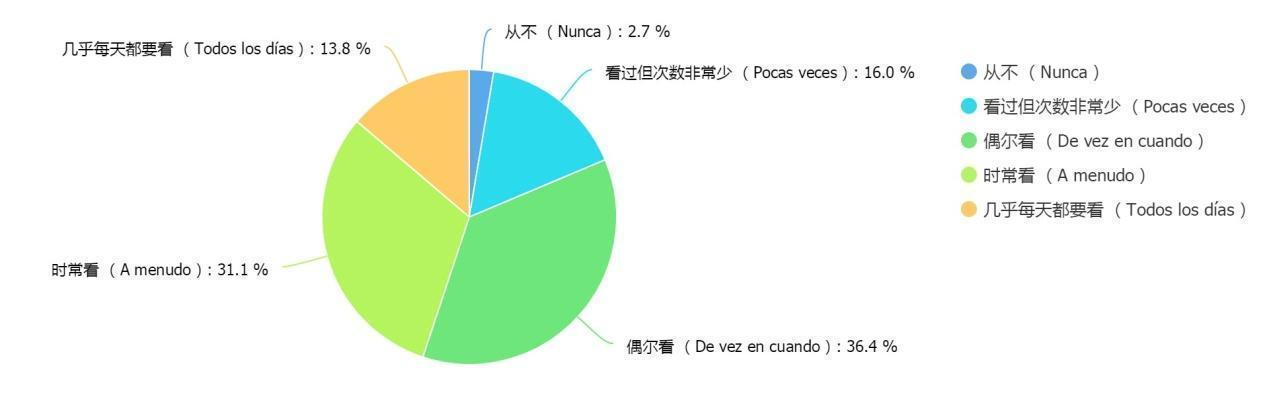 从不 （ Nunca ）: 2.7 %
几乎每天都要看 （ Todos los días ）: 13.8 %
看过但次数非常少 （ Pocas veces ）: 16.0 %
时常看 （ A menudo ）: 31.1 %
偶尔看 （ De vez en cuando ）: 36.4 %
从不 （ Nunca ）
看过但次数非常少 （ Pocas veces ）
偶尔看 （ De vez en cuando ）
时常看 （ A menudo ）
几乎每天都要看 （ Todos los días ）